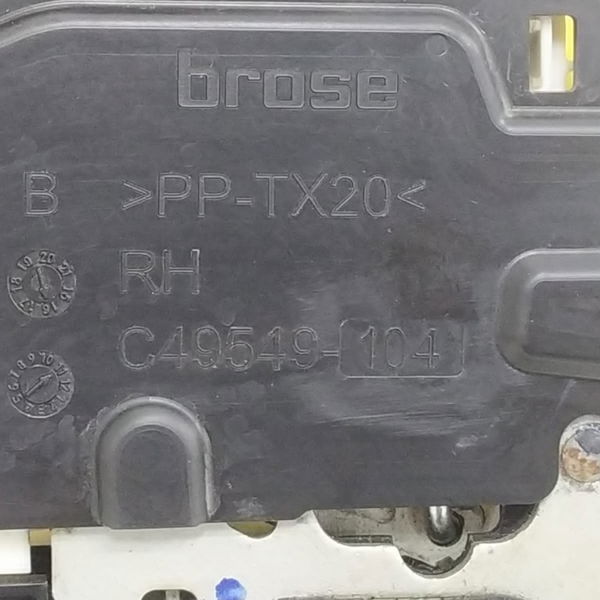 brose
B >PP-TX20<
RH
C49549-104